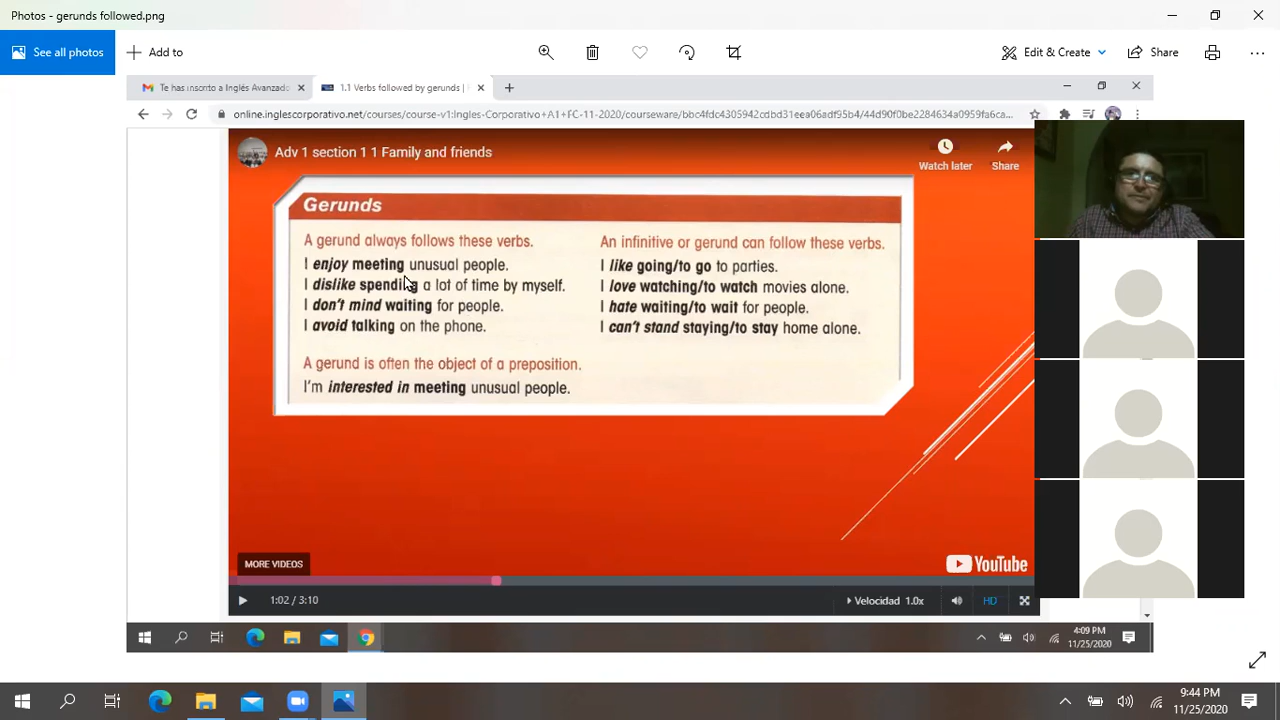 Photos - gerunds followed.png
See all photos
Add to
Edit & Create
Share
Te has inscrito a Inglés Avanzado
1.1 Verbs followed by gerunds |
online.inglescorporativo.net/courses/course-v1:Ingles-Corporativo+A1+FC-11-2020/courseware/bbc4fdc4305942cdbd31eea06adf95b4/44d90f0be2284634a0959fa6ca...
Adv 1 section 1 1 Family and friends
Watch later
Share
Gerunds
A gerund always follows these verbs.
I enjoy meeting unusual people.
I dislike spending a lot of time by myself.
I don't mind waiting for people.
I avoid talking on the phone.
A gerund is often the object of a preposition.
I'm interested in meeting unusual people.
An infinitive or gerund can follow these verbs.
I like going/to go to parties.
I love watching/to watch movies alone.
I hate waiting/to wait for people.
I can't stand staying/to stay home alone.
MORE VIDEOS
YouTube
1:02 / 3:10
Velocidad 1.0x
HD
4:09 PM
11/25/2020
9:44 PM
11/25/2020